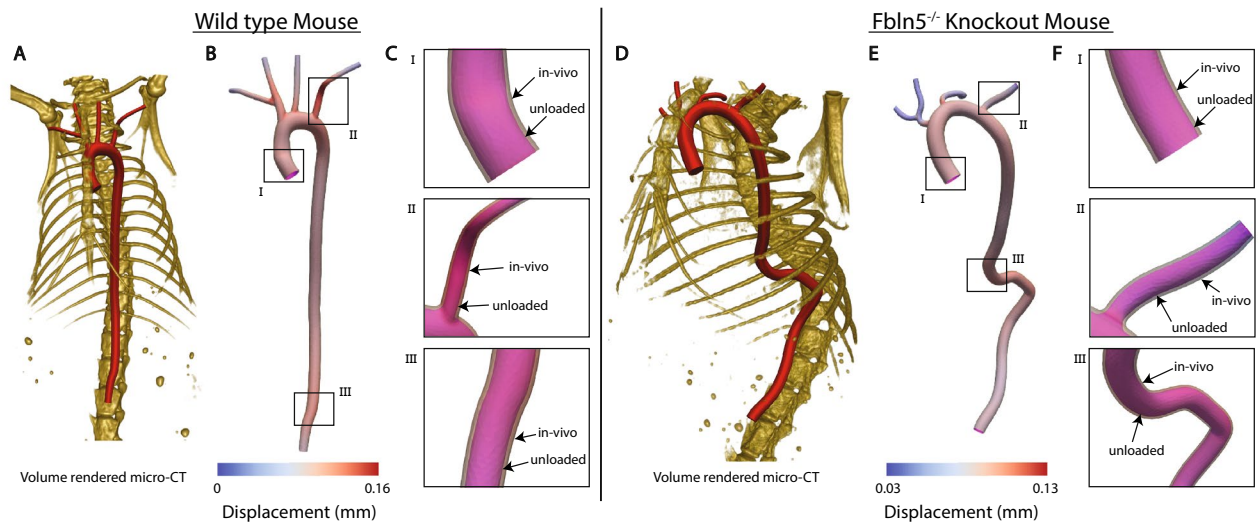 Wild type Mouse
Fbln5-/- Knockout Mouse
A
B
C
D
E
F
I
in-vivo
unloaded
II
I
II
in-vivo
unloaded
III
III
in-vivo
unloaded
Volume rendered micro-CT
0
0.16
Displacement (mm)
I
in-vivo
unloaded
II
I
II
in-vivo
unloaded
III
III
in-vivo
unloaded
Volume rendered micro-CT
0.03
0.13
Displacement (mm)